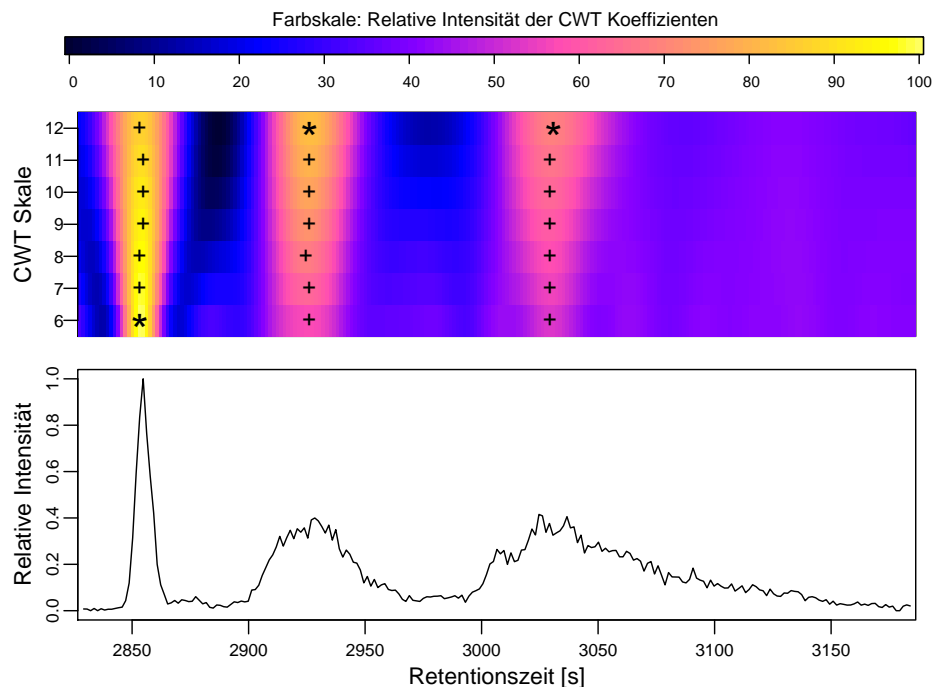 Farbskale: Relative Intensität der CWT Koeffizienten
0 10 20 30 40 50 60 70 80 90 100
CWT Skale
12
11
10
9
8
7
6
Relative Intensität
1.0
0.8
0.6
0.4
0.2
0.0
2850 2900 2950 3000 3050 3100 3150
Retentionszeit [s]